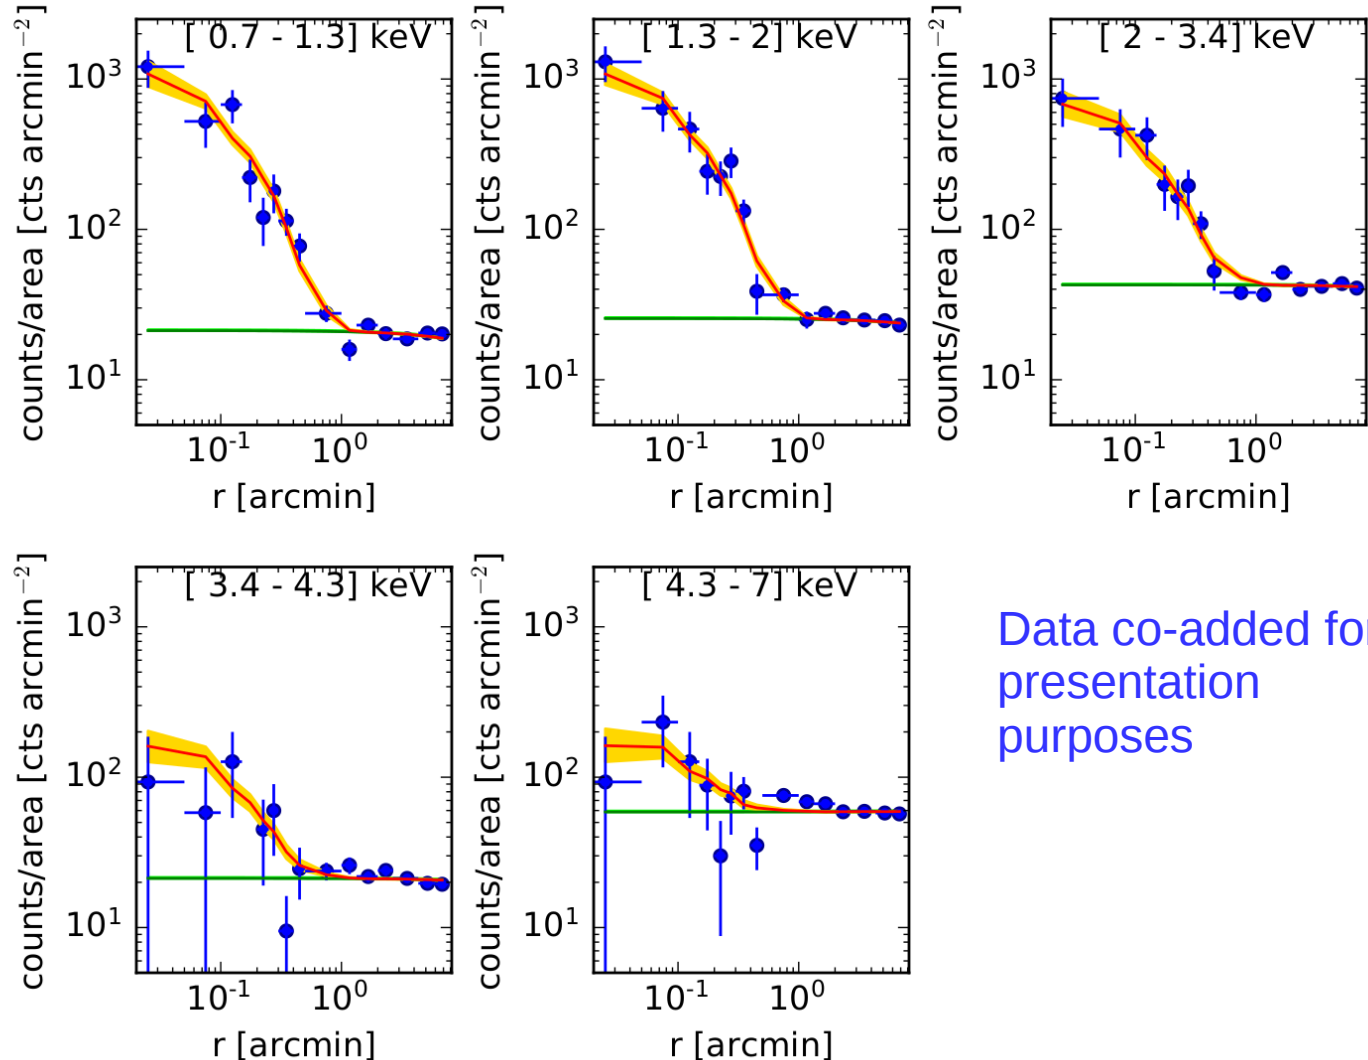 [ 0.7 - 1.3] keV
counts/area [cts arcmin⁻²]
10³
10²
10¹
10⁻¹ 10⁰
r [arcmin]
[ 1.3 - 2] keV
counts/area [cts arcmin⁻²]
10³
10²
10¹
10⁻¹ 10⁰
r [arcmin]
[ 2 - 3.4] keV
counts/area [cts arcmin⁻²]
10³
10²
10¹
10⁻¹ 10⁰
r [arcmin]
[ 3.4 - 4.3] keV
counts/area [cts arcmin⁻²]
10³
10²
10¹
10⁻¹ 10⁰
r [arcmin]
[ 4.3 - 7] keV
counts/area [cts arcmin⁻²]
10³
10²
10¹
10⁻¹ 10⁰
r [arcmin]
Data co-added for
presentation
purposes